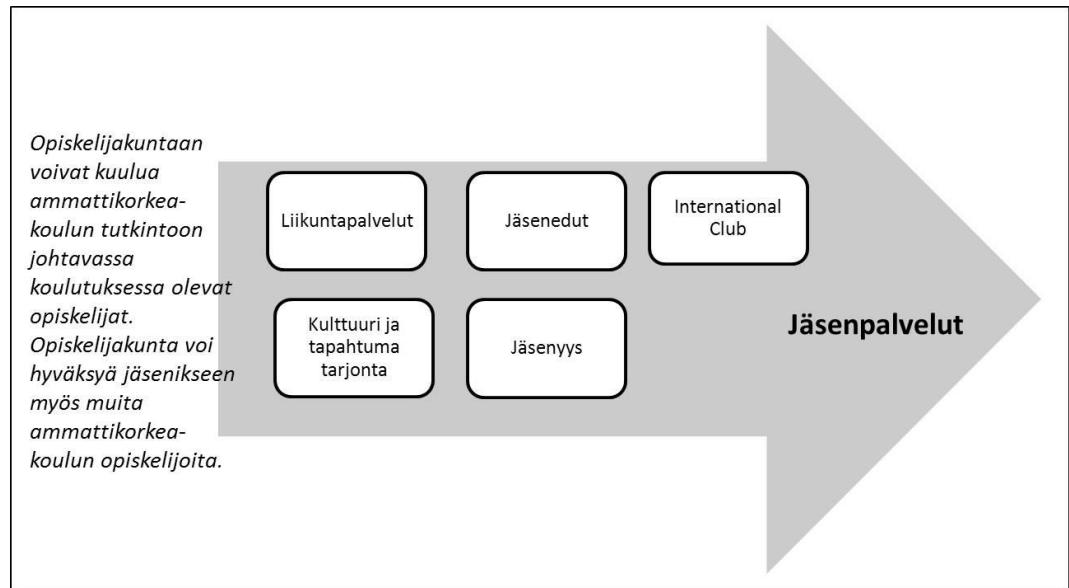 Opiskelijakuntaan
voivat kuulua
ammattikorkea-
koulun tutkintoon
johtavassa
koulutuksessa olevat
opiskelijat.
Opiskelijakunta voi
hyväksyä jäsenikseen
myös muita
ammattikorkea-
koulun opiskelijoita.
Liikuntapalvelut
Jäsenedut
International
Club
Kulttuuri ja
tapahtuma
tarjonta
Jäsenyys
Jäsenpalvelut